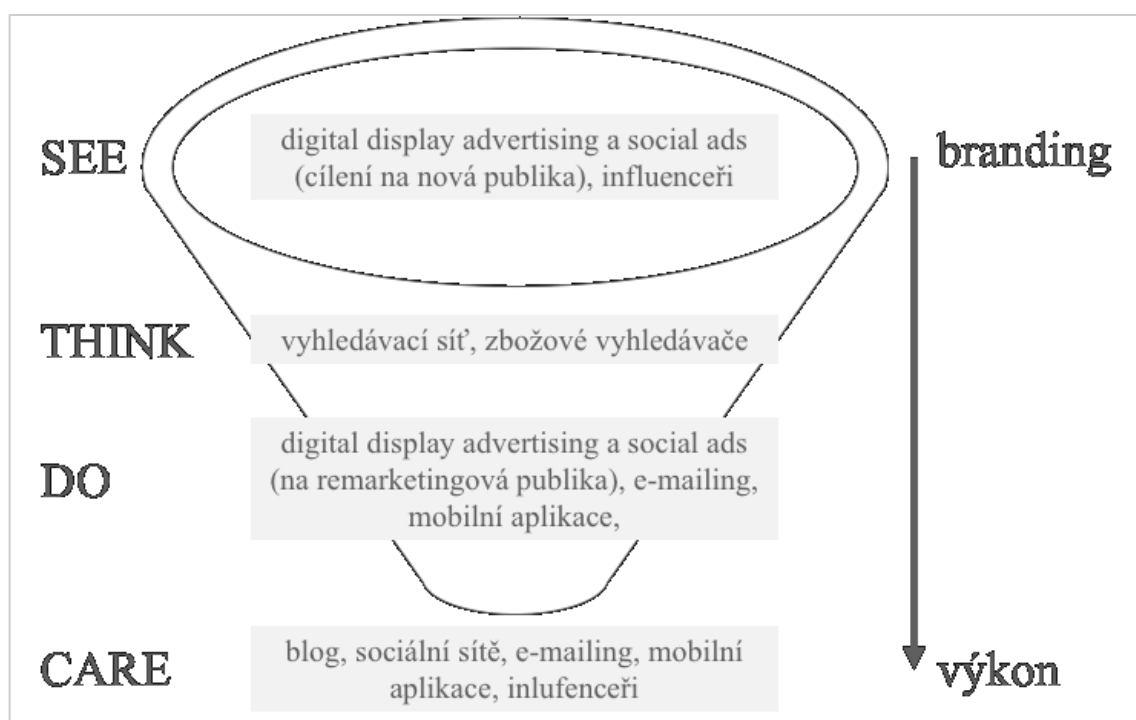 SEE
digital display advertising a social ads
(cílení na nová publika), influenceři
branding
THINK
vyhledávací síť, zbožové vyhledávače
DO
digital display advertising a social ads
(na remarketingová publika), e-mailing,
mobilní aplikace,
CARE
blog, sociální sítě, e-mailing, mobilní
aplikace, inlufenceři
výkon